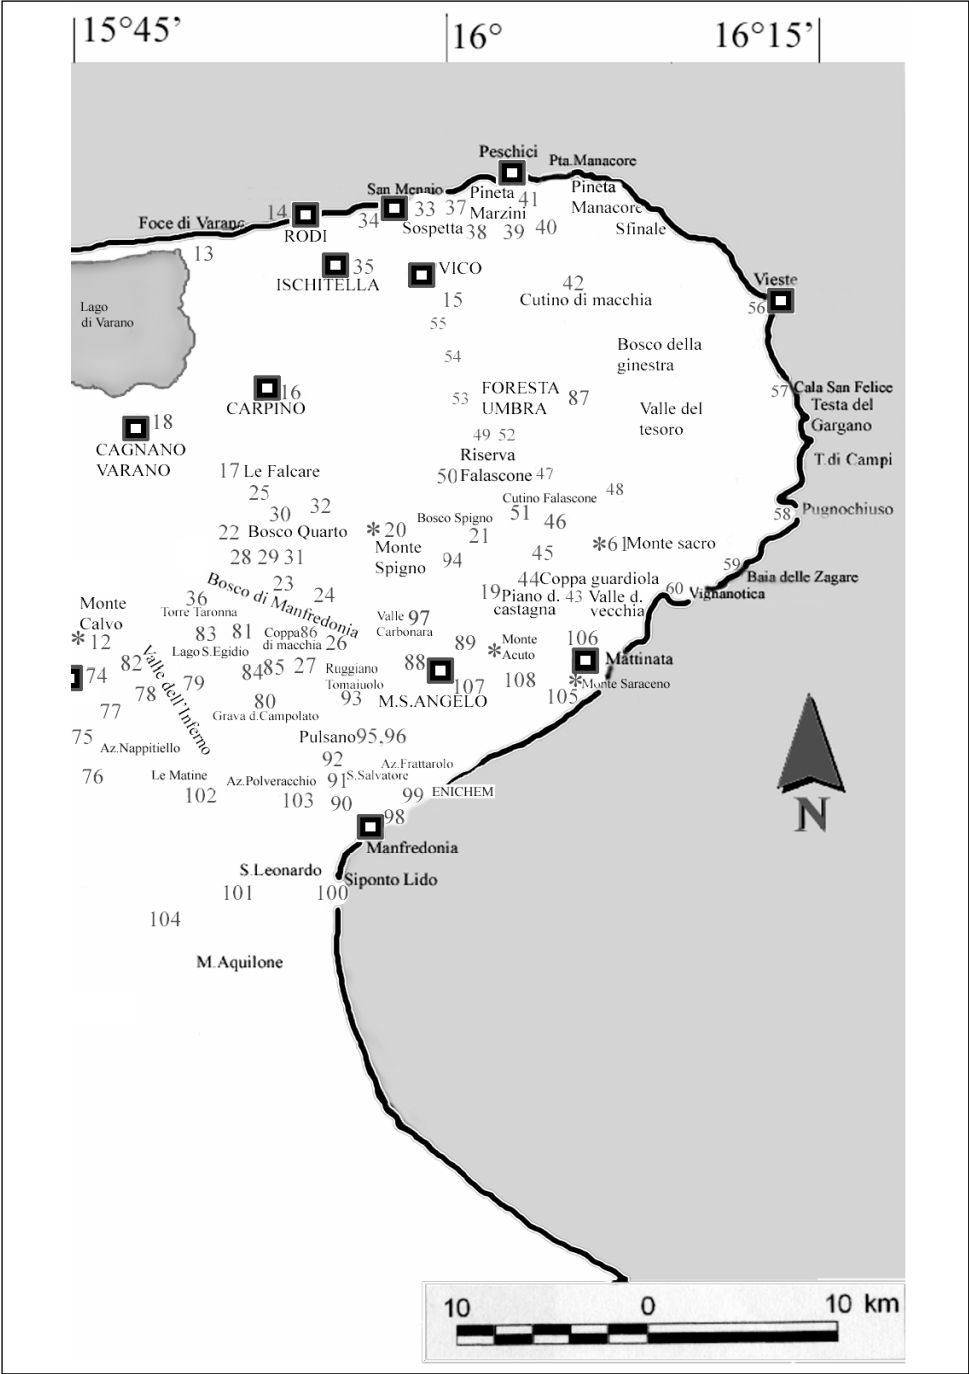 15°45’
16°
16°15’
Peschici
Pta.Manacore
San Menaio
Pineta
Marzini
41
Pineta
Manacore
14
34
33
37
Foce di Varano
RODI
Sospetta
38
39
40
Sfinale
13
35
ISCHITELLA
VICO
42
Cutino di macchia
Vieste
56
15
Lago
di Varano
55
54
Bosco della
ginestra
16
CARPINO
53
FORESTA
UMBRA
87
57
Cala San Felice
Testa del
Gargano
Valle del
tesoro
18
CAGNANO
VARANO
49
52
Riserva
Falascone
50
47
T.di Campi
17
Le Falcare
25
48
Cutino Falascone
32
30
51
46
58
Pugnochiuso
22
Bosco Quarto
*20
Monte
Spigno
Bosco Spigno
21
*61
Monte sacro
28
29
31
94
45
59
Baia delle Zagare
23
44
Coppa guardiola
60
Vignanotica
Bosco di Manfredonia
24
19
Piano d.
castagna
43
Valle d.
vecchia
36
Torre Taronna
Monte
Calvo
*12
83
81
Coppa
di macchia
86
26
Valle
Carbonara
97
89
*
Monte
Acuto
106
Mattinata
Lago S.Egidio
82
84
85
27
Ruggiano
Tomaiuolo
88
74
Valle dell'Inferno
78
79
93
M.S.ANGELO
107
108
105
*
Monte Saraceno
77
80
Grava d.Campolato
75
Az.Nappitiello
Pulsano
95,96
92
Az.Frattarolo
76
Le Matine
102
Az.Polveracchio
103
91
S.Salvatore
90
99
ENICHEM
98
Manfredonia
N
S.Leonardo
101
100
Siponto Lido
104
M.Aquilone
10
0
10 km